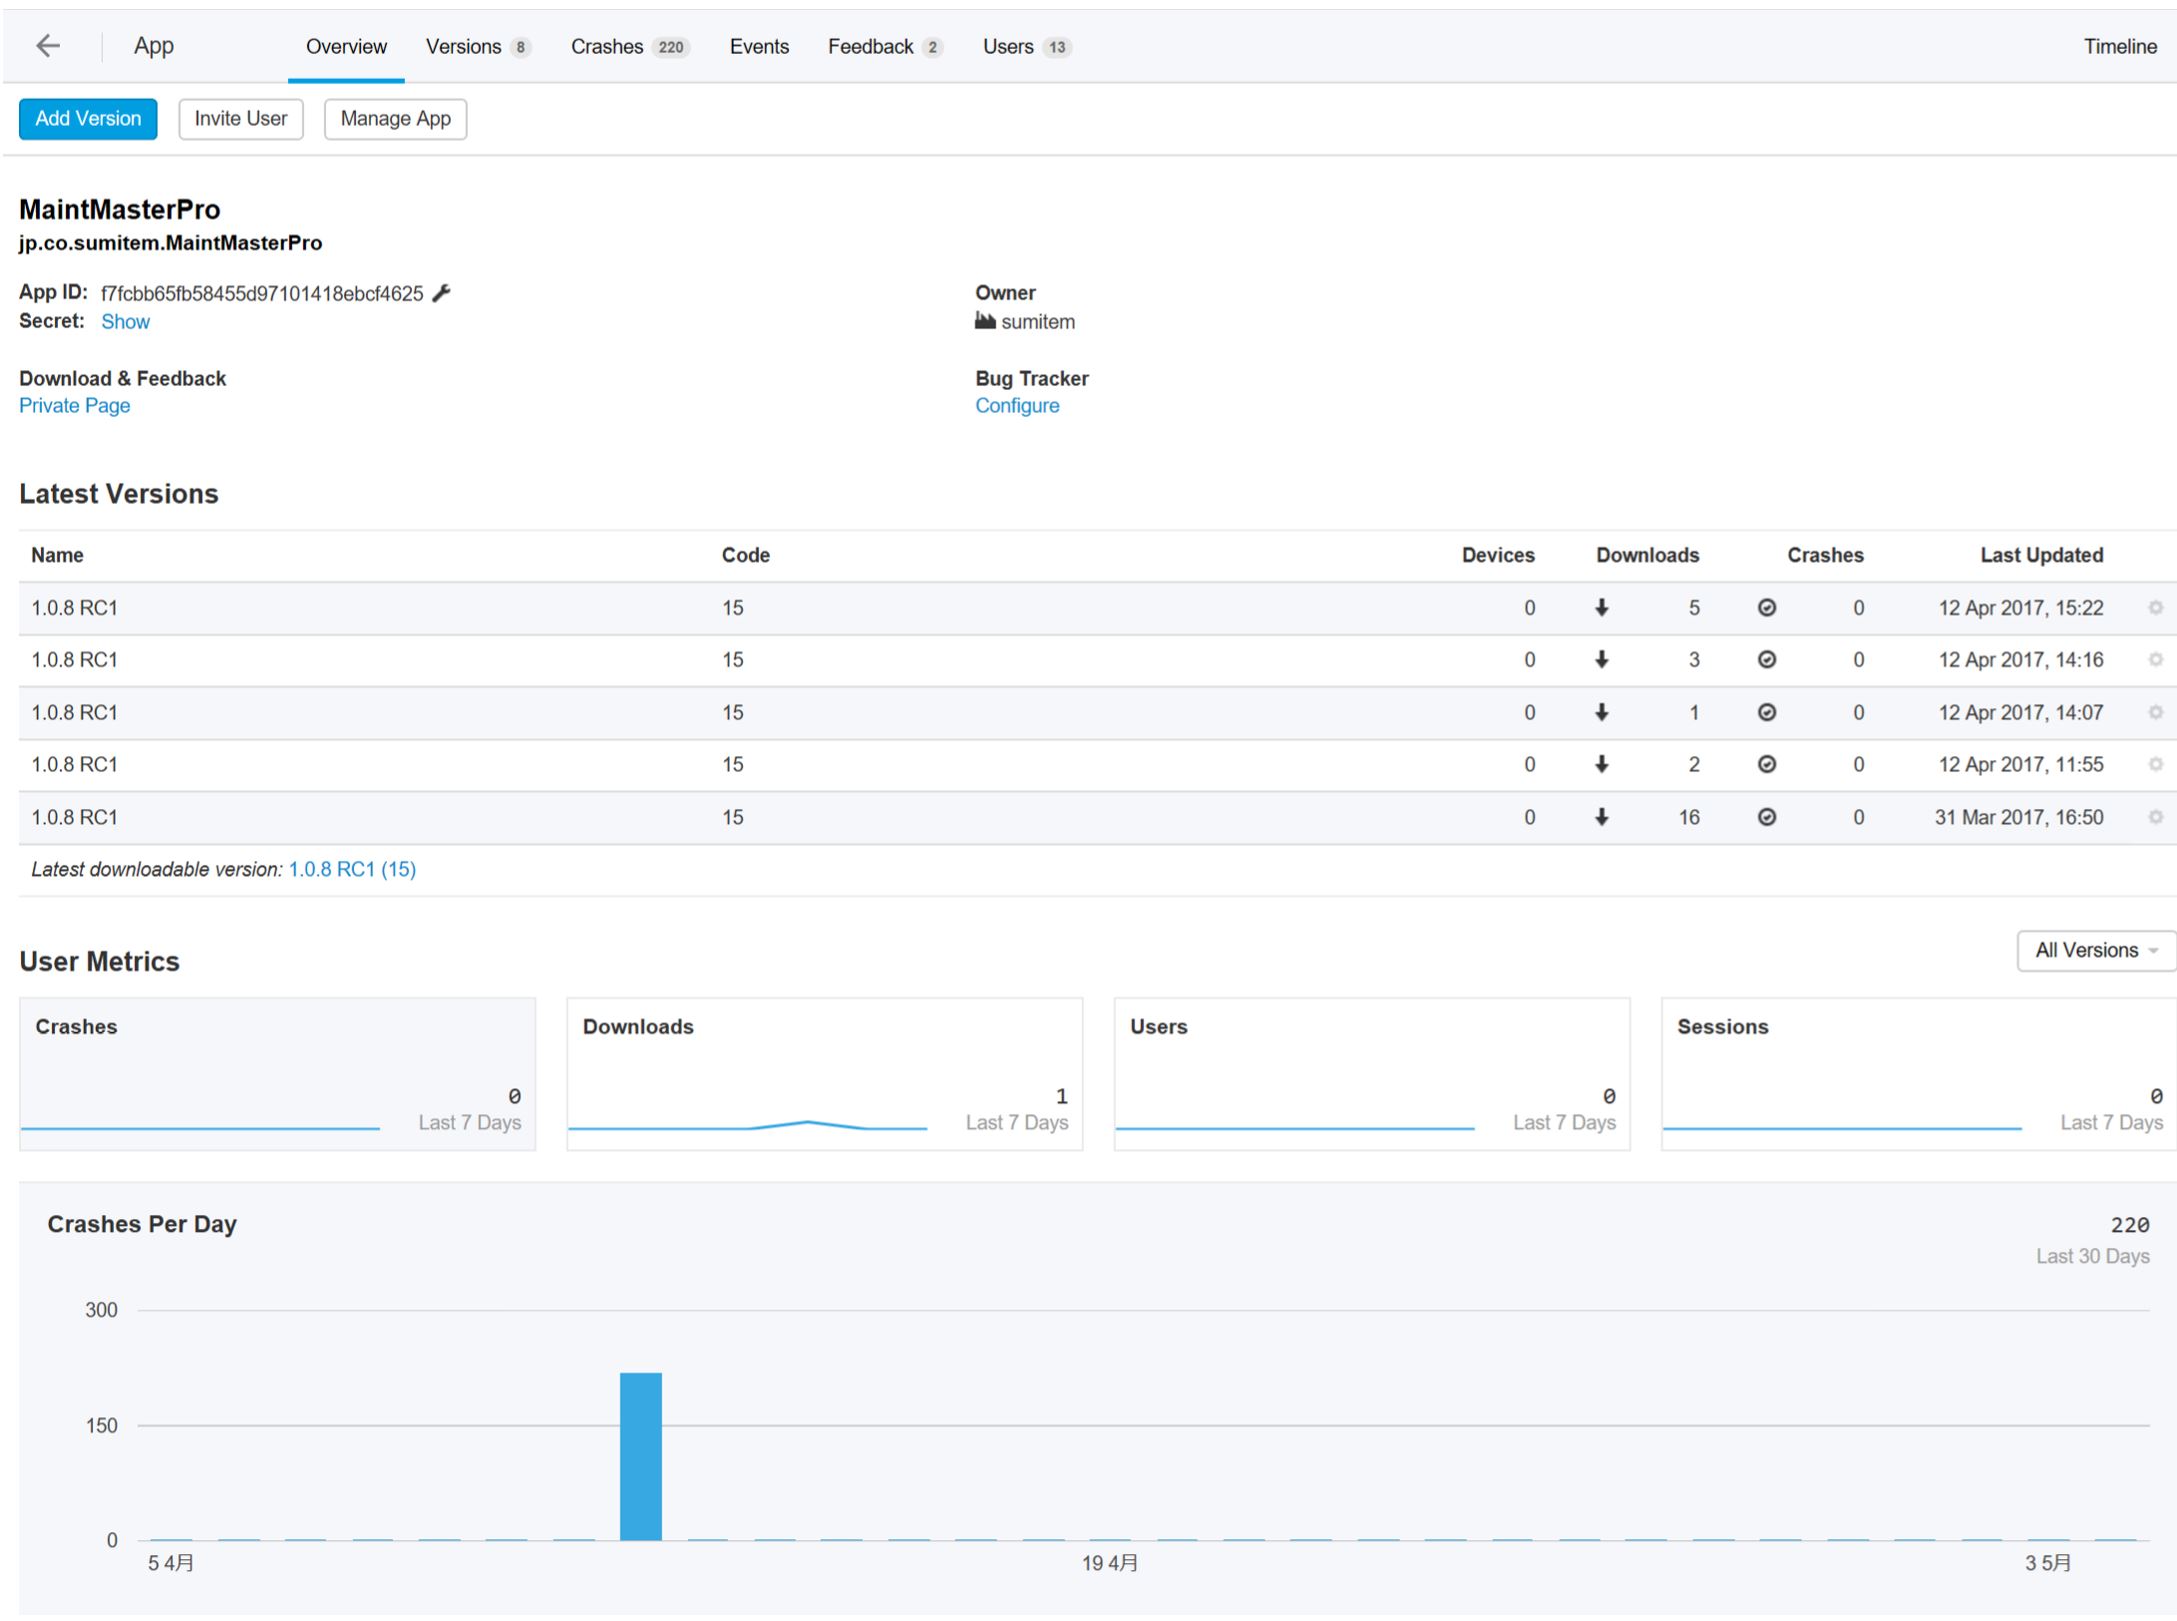 App Overview Versions 8 Crashes 220 Events Feedback 2 Users 13 Timeline
Add Version Invite User Manage App
MaintMasterPro
jp.co.sumitem.MaintMasterPro
App ID: f7fcbb65fb58455d97101418ebcf4625
Secret: Show
Owner
sumitem
Download & Feedback
Private Page
Bug Tracker
Configure
Latest Versions
Name Code Devices Downloads Crashes Last Updated
1.0.8 RC1 15 0 5 0 12 Apr 2017, 15:22
1.0.8 RC1 15 0 3 0 12 Apr 2017, 14:16
1.0.8 RC1 15 0 1 0 12 Apr 2017, 14:07
1.0.8 RC1 15 0 2 0 12 Apr 2017, 11:55
1.0.8 RC1 15 0 16 0 31 Mar 2017, 16:50
Latest downloadable version: 1.0.8 RC1 (15)
User Metrics
All Versions
Crashes
0
Last 7 Days
Downloads
1
Last 7 Days
Users
0
Last 7 Days
Sessions
0
Last 7 Days
Crashes Per Day
220
Last 30 Days
300
150
0
5 4月 19 4月 3 5月